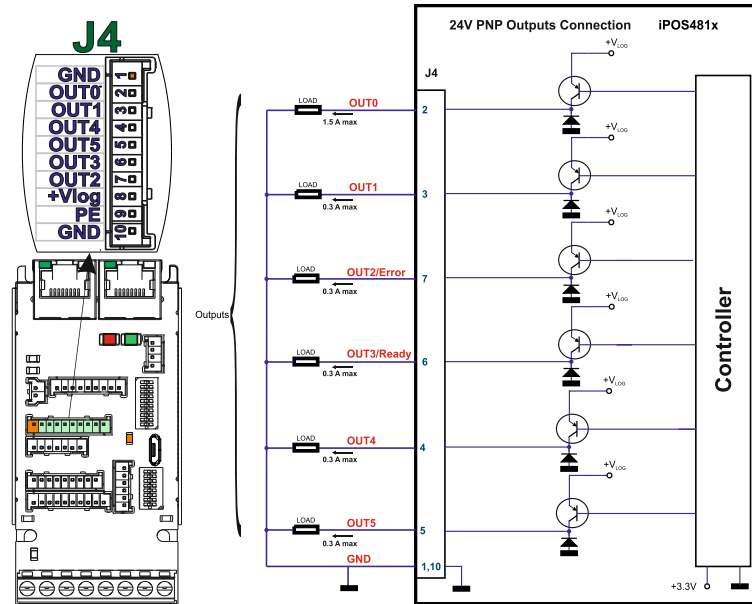 J4
GND 1
OUT0 2
OUT1 3
OUT4 4
OUT5 5
OUT3 6
OUT2 7
+Vlog 8
PE 9
GND 10
Outputs
24V PNP Outputs Connection iPOS481x
J4
+VLOG
LOAD OUT0 2
1.5 A max
+VLOG
LOAD OUT1 3
0.3 A max
+VLOG
LOAD OUT2/Error 7
0.3 A max
+VLOG
LOAD OUT3/Ready 6
0.3 A max
+VLOG
LOAD OUT4 4
0.3 A max
+VLOG
LOAD OUT5 5
0.3 A max
GND 1,10
Controller
+3.3V